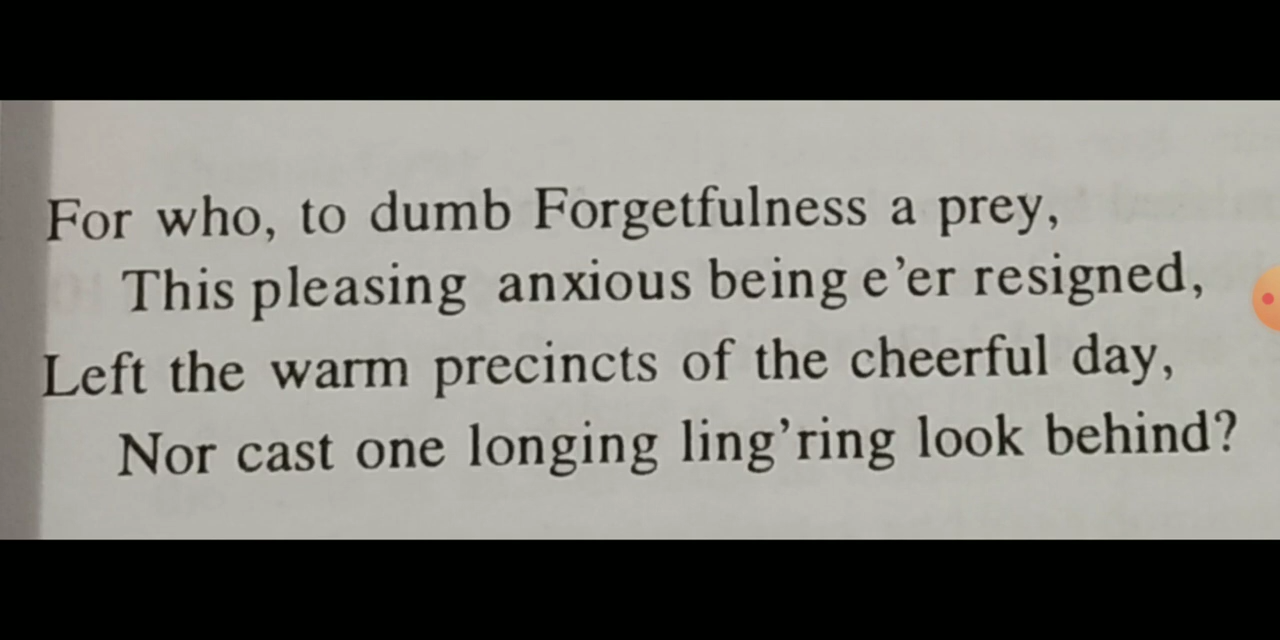 For who, to dumb Forgetfulness a prey,
This pleasing anxious being e'er resigned,
Left the warm precincts of the cheerful day,
Nor cast one longing ling'ring look behind?